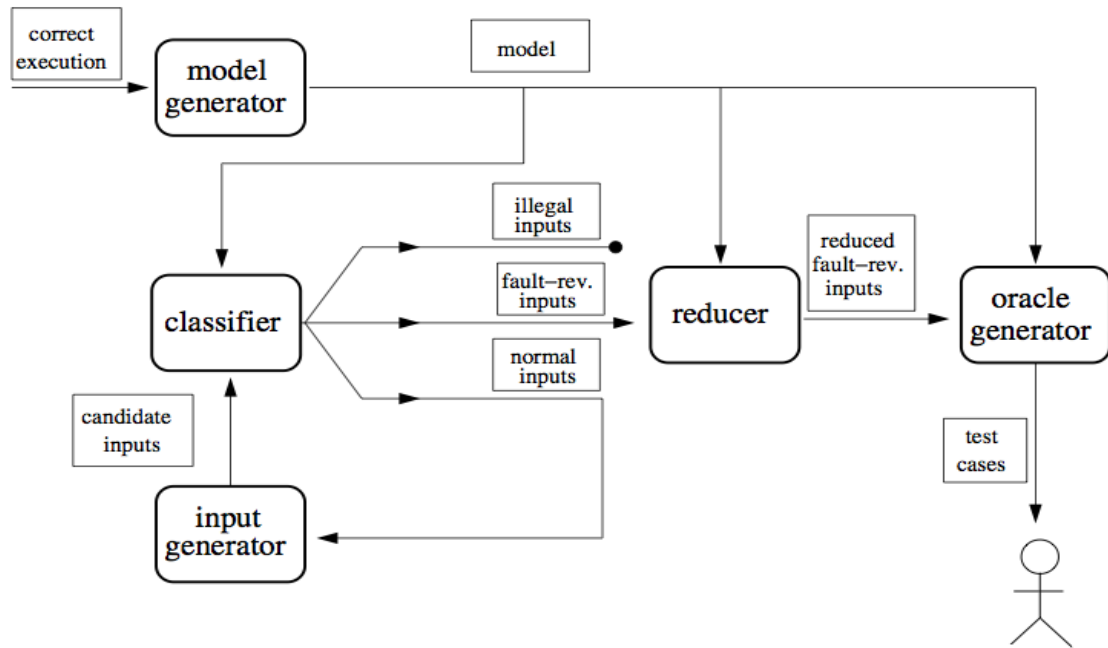 correct
execution
model
generator
model
illegal
inputs
fault-rev.
inputs
normal
inputs
classifier
reducer
reduced
fault-rev.
inputs
oracle
generator
candidate
inputs
input
generator
test
cases